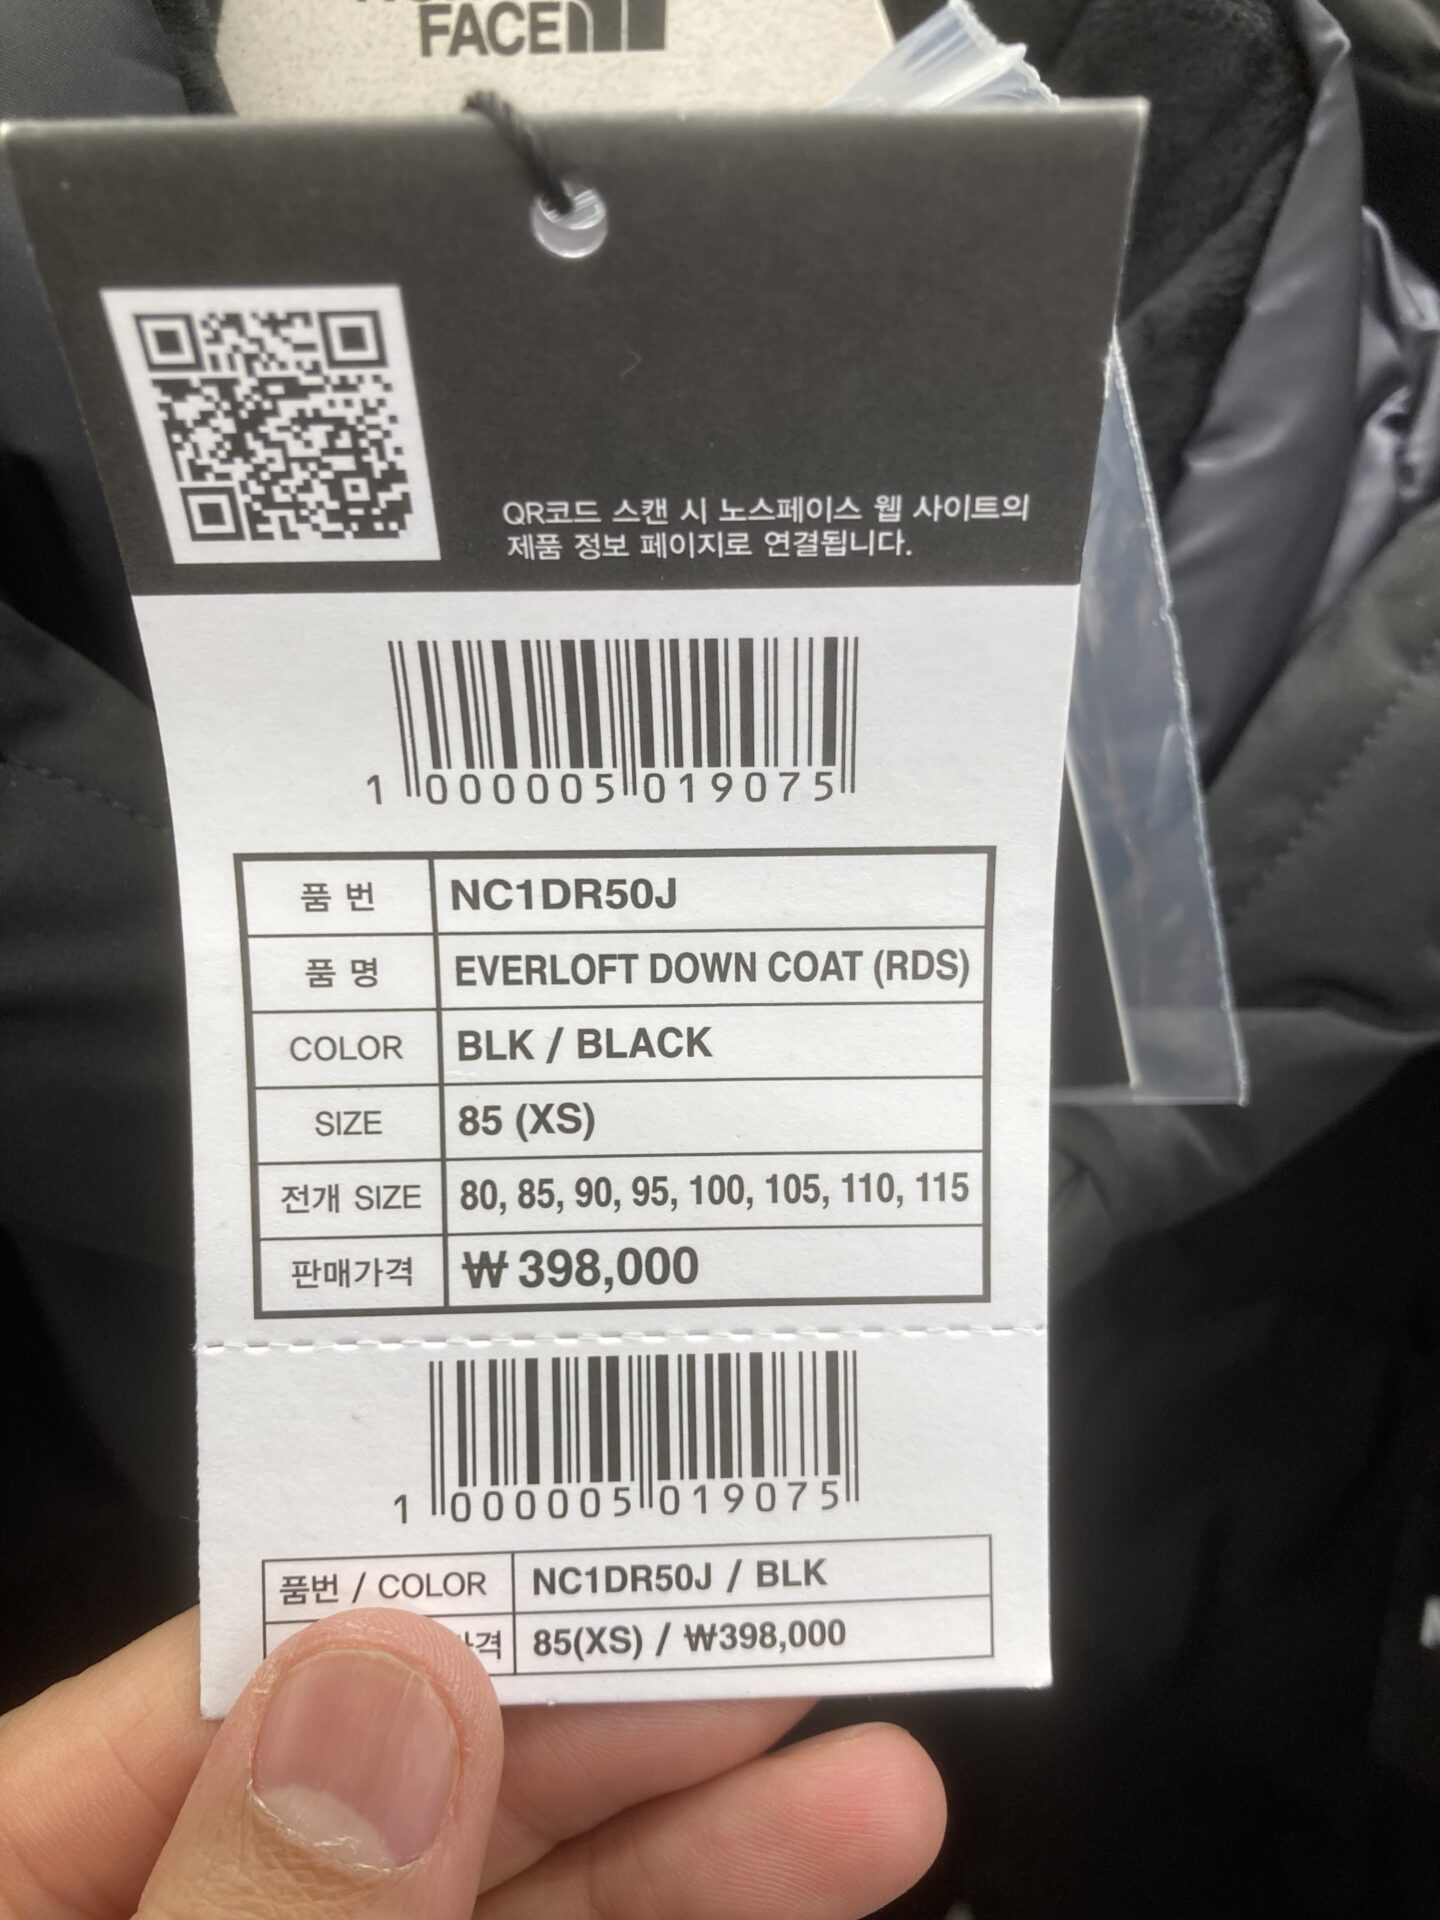 FACE
QR코드 스캔 시 노스페이스 웹 사이트의
제품 정보 페이지로 연결됩니다.
1 000005 019075
품 번 NC1DR50J
품 명 EVERLOFT DOWN COAT (RDS)
COLOR BLK / BLACK
SIZE 85 (XS)
전개 SIZE 80, 85, 90, 95, 100, 105, 110, 115
판매가격 ₩ 398,000
1 000005 019075
품번 / COLOR NC1DR50J / BLK
85(XS) / ₩398,000